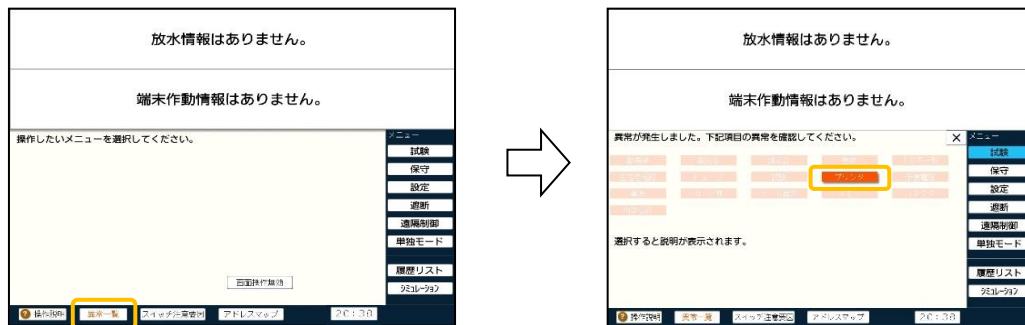 放水情報はありません。
端末作動情報はありません。
操作したいメニューを選択してください。
メニュー
試験
保守
設定
遮断
遠隔制御
単独モード
履歴リスト
シミュレーション
画面操作無効
操作説明
異常一覧
スイッチ注意要因
アドレスマップ
20:38
放水情報はありません。
端末作動情報はありません。
異常が発生しました。下記項目の異常を確認してください。
X
メニュー
試験
保守
設定
遮断
遠隔制御
単独モード
履歴リスト
シミュレーション
プリンタ
選択すると説明が表示されます。
操作説明
異常一覧
スイッチ注意要因
アドレスマップ
20:38